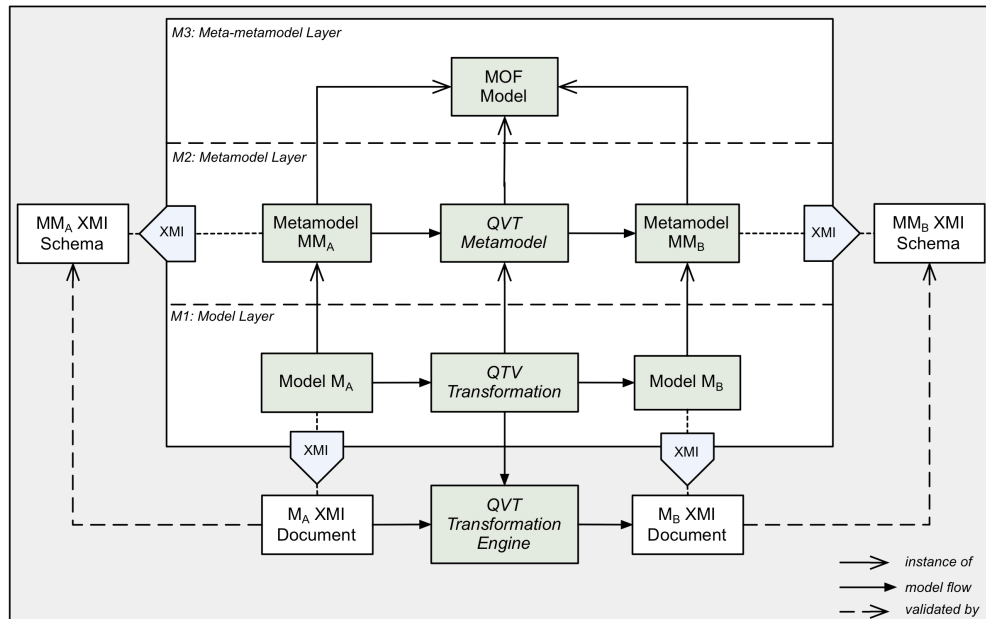 M3: Meta-metamodel Layer
MOF
Model
M2: Metamodel Layer
MMA XMI
Schema
XMI
Metamodel
MMA
QVT
Metamodel
Metamodel
MMB
XMI
MMB XMI
Schema
M1: Model Layer
Model MA
QTV
Transformation
Model MB
XMI
XMI
MA XMI
Document
QVT
Transformation
Engine
MB XMI
Document
instance of
model flow
validated by